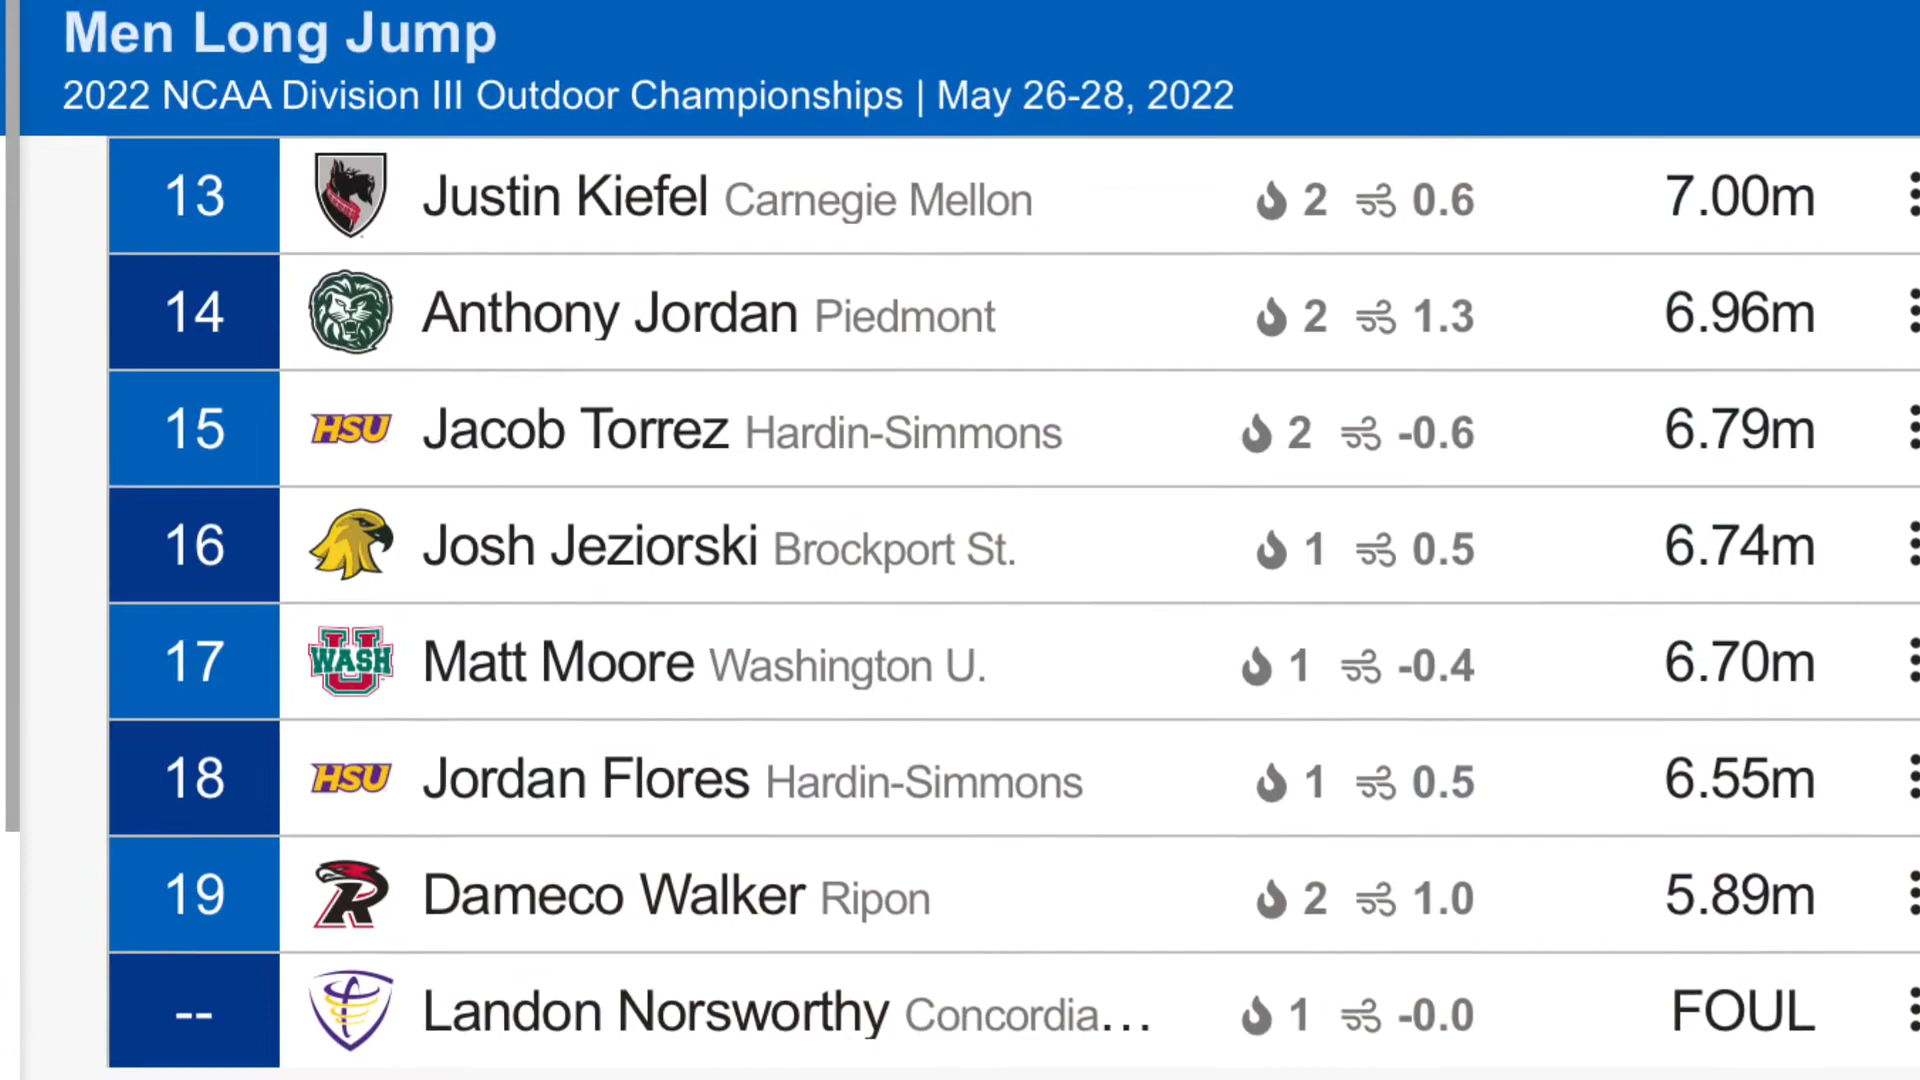 Men Long Jump
2022 NCAA Division III Outdoor Championships | May 26-28, 2022
13 Justin Kiefel Carnegie Mellon 2 0.6 7.00m
14 Anthony Jordan Piedmont 2 1.3 6.96m
15 HSU Jacob Torrez Hardin-Simmons 2 -0.6 6.79m
16 Josh Jeziorski Brockport St. 1 0.5 6.74m
17 U WASH Matt Moore Washington U. 1 -0.4 6.70m
18 HSU Jordan Flores Hardin-Simmons 1 0.5 6.55m
19 R Dameco Walker Ripon 2 1.0 5.89m
-- Landon Norsworthy Concordia... 1 -0.0 FOUL